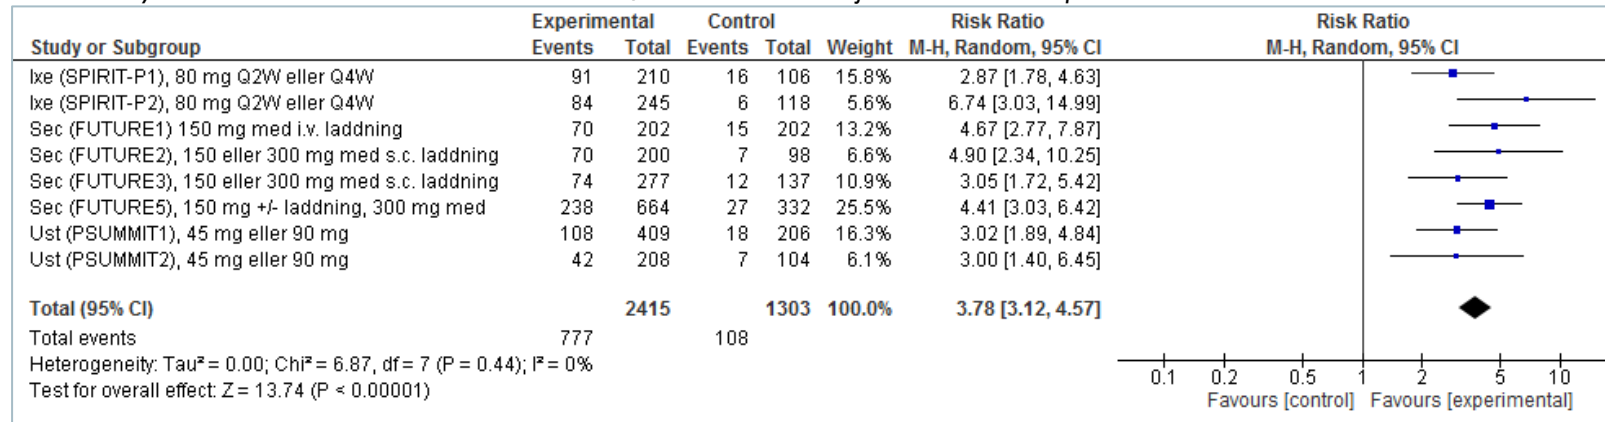 Experimental Control Risk Ratio Risk Ratio
Study or Subgroup Events Total Events Total Weight M-H, Random, 95% CI M-H, Random, 95% CI
Ixe (SPIRIT-P1), 80 mg Q2W eller Q4W 91 210 16 106 15.8% 2.87 [1.78, 4.63]
Ixe (SPIRIT-P2), 80 mg Q2W eller Q4W 84 245 6 118 5.6% 6.74 [3.03, 14.99]
Sec (FUTURE1) 150 mg med i.v. laddning 70 202 15 202 13.2% 4.67 [2.77, 7.87]
Sec (FUTURE2), 150 eller 300 mg med s.c. laddning 70 200 7 98 6.6% 4.90 [2.34, 10.25]
Sec (FUTURE3), 150 eller 300 mg med s.c. laddning 74 277 12 137 10.9% 3.05 [1.72, 5.42]
Sec (FUTURE5), 150 mg +/- laddning, 300 mg med 238 664 27 332 25.5% 4.41 [3.03, 6.42]
Ust (PSUMMIT1), 45 mg eller 90 mg 108 409 18 206 16.3% 3.02 [1.89, 4.84]
Ust (PSUMMIT2), 45 mg eller 90 mg 42 208 7 104 6.1% 3.00 [1.40, 6.45]
Total (95% CI) 2415 1303 100.0% 3.78 [3.12, 4.57]
Total events 777 108
Heterogeneity: Tau² = 0.00; Chi² = 6.87, df = 7 (P = 0.44); I² = 0%
Test for overall effect: Z = 13.74 (P < 0.00001)
0.1 0.2 0.5 1 2 5 10
Favours [control] Favours [experimental]